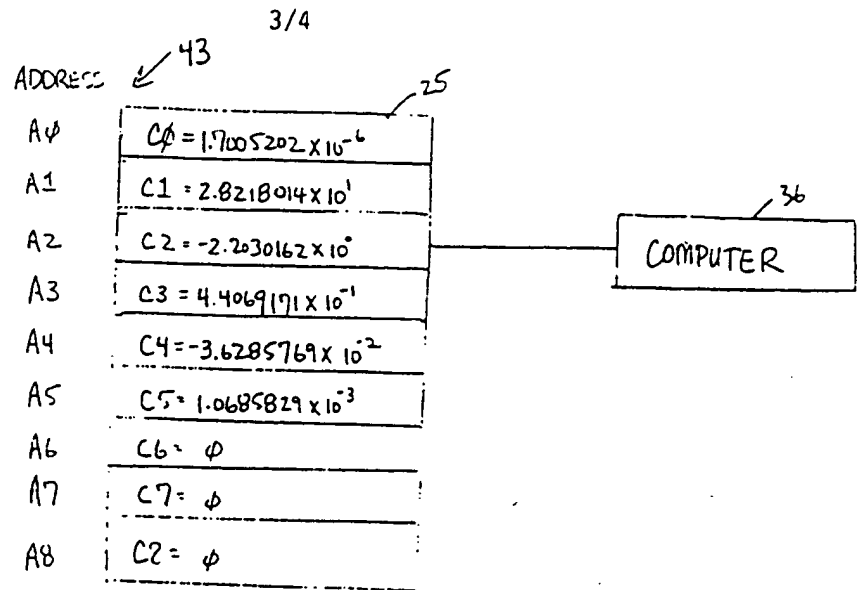 3/4
43
ADDRESS
25
Aφ Cφ = 1.7005202 x 10⁻⁶
A1 C1 = 2.8218014 x 10¹
36
A2 C2 = -2.2030162 x 10⁰
COMPUTER
A3 C3 = 4.4069171 x 10⁻¹
A4 C4 = -3.6285769 x 10⁻²
A5 C5 = 1.0685829 x 10⁻³
A6 C6 = φ
A7 C7 = φ
A8 C2 = φ